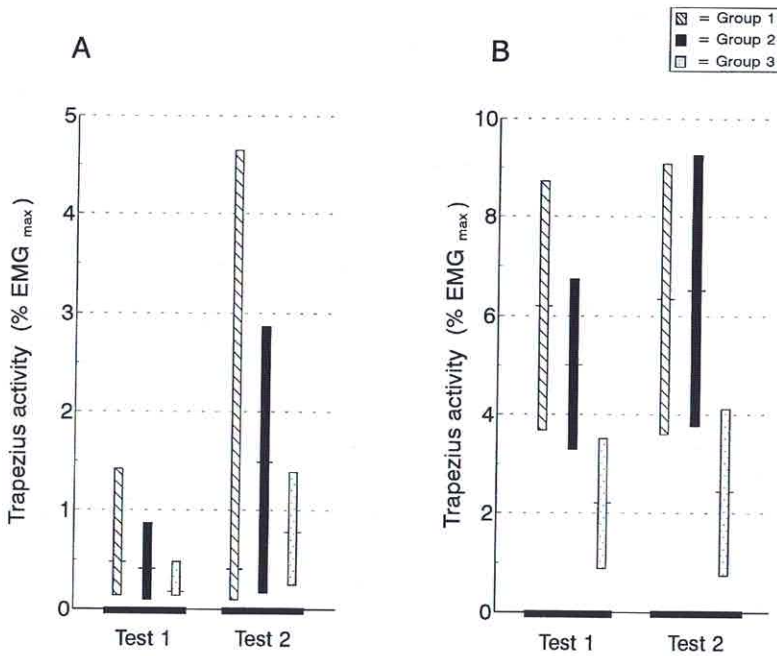 = Group 1
= Group 2
= Group 3
A
B
5
4
3
2
1
0
Trapezius activity (% EMG max)
Test 1
Test 2
10
8
6
4
2
0
Trapezius activity (% EMG max)
Test 1
Test 2